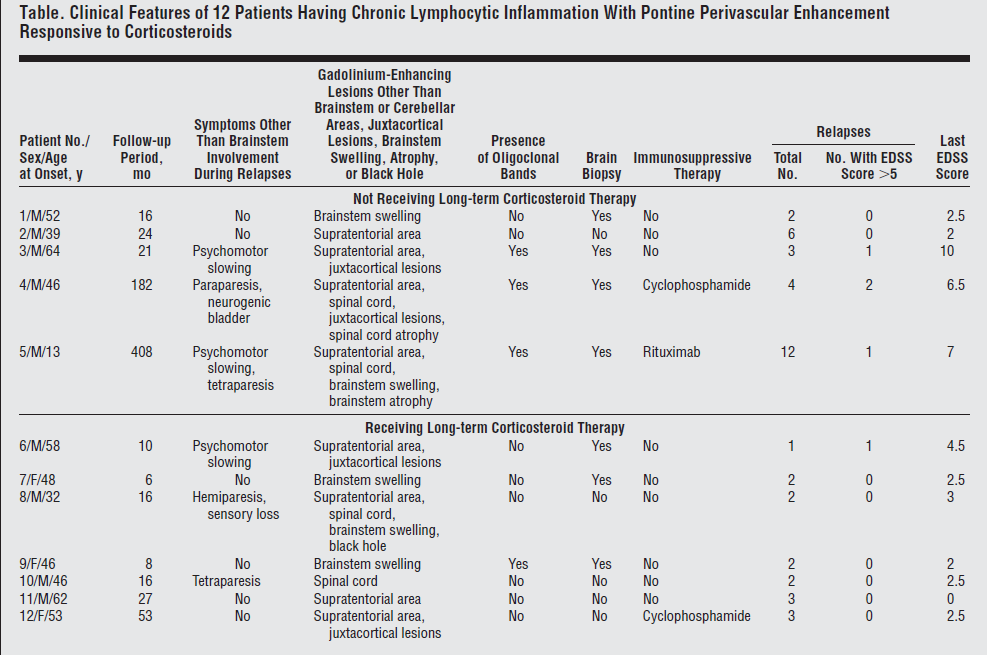 Table. Clinical Features of 12 Patients Having Chronic Lymphocytic Inflammation With Pontine Perivascular Enhancement
Responsive to Corticosteroids
Patient No./ Sex/Age at Onset, y
Follow-up Period, mo
Symptoms Other Than Brainstem Involvement During Relapses
Gadolinium-Enhancing Lesions Other Than Brainstem or Cerebellar Areas, Juxtacortical Lesions, Brainstem Swelling, Atrophy, or Black Hole
Presence of Oligoclonal Bands
Brain Biopsy
Immunosuppressive Therapy
Relapses
Total No.
No. With EDSS Score >5
Last EDSS Score
Not Receiving Long-term Corticosteroid Therapy
1/M/52 16 No Brainstem swelling No Yes No 2 0 2.5
2/M/39 24 No Supratentorial area No No No 6 0 2
3/M/64 21 Psychomotor Supratentorial area, Yes Yes No 3 1 10
slowing juxtacortical lesions
4/M/46 182 Paraparesis, Supratentorial area, Yes Yes Cyclophosphamide 4 2 6.5
neurogenic spinal cord,
bladder juxtacortical lesions,
spinal cord atrophy
5/M/13 408 Psychomotor Supratentorial area, Yes Yes Rituximab 12 1 7
slowing, spinal cord,
tetraparesis brainstem swelling,
brainstem atrophy
Receiving Long-term Corticosteroid Therapy
6/M/58 10 Psychomotor Supratentorial area, No Yes No 1 1 4.5
slowing juxtacortical lesions
7/F/48 6 No Brainstem swelling No Yes No 2 0 2.5
8/M/32 16 Hemiparesis, Supratentorial area, No No No 2 0 3
sensory loss spinal cord,
brainstem swelling,
black hole
9/F/46 8 No Brainstem swelling Yes Yes No 2 0 2
10/M/46 16 Tetraparesis Spinal cord No No No 2 0 2.5
11/M/62 27 No Supratentorial area No No No 3 0 0
12/F/53 53 No Supratentorial area, No No Cyclophosphamide 3 0 2.5
juxtacortical lesions